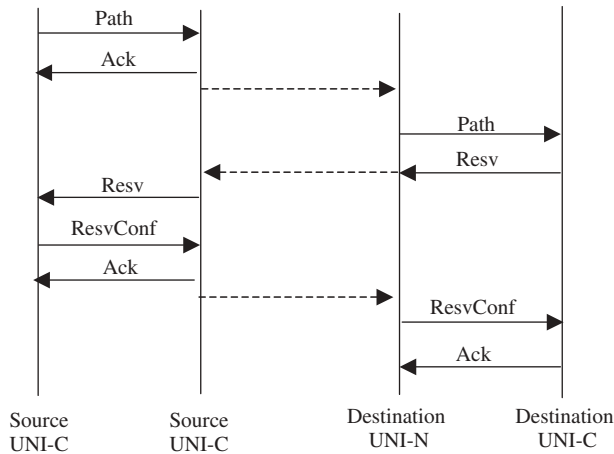 Path
Ack
Path
Resv
Resv
ResvConf
Ack
ResvConf
Ack
Source
UNI-C
Source
UNI-C
Destination
UNI-N
Destination
UNI-C